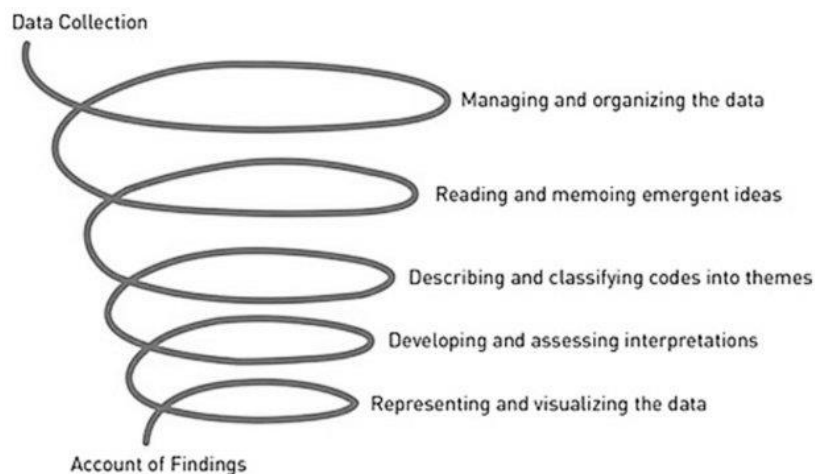 Data Collection
Managing and organizing the data
Reading and memoing emergent ideas
Describing and classifying codes into themes
Developing and assessing interpretations
Representing and visualizing the data
Account of Findings